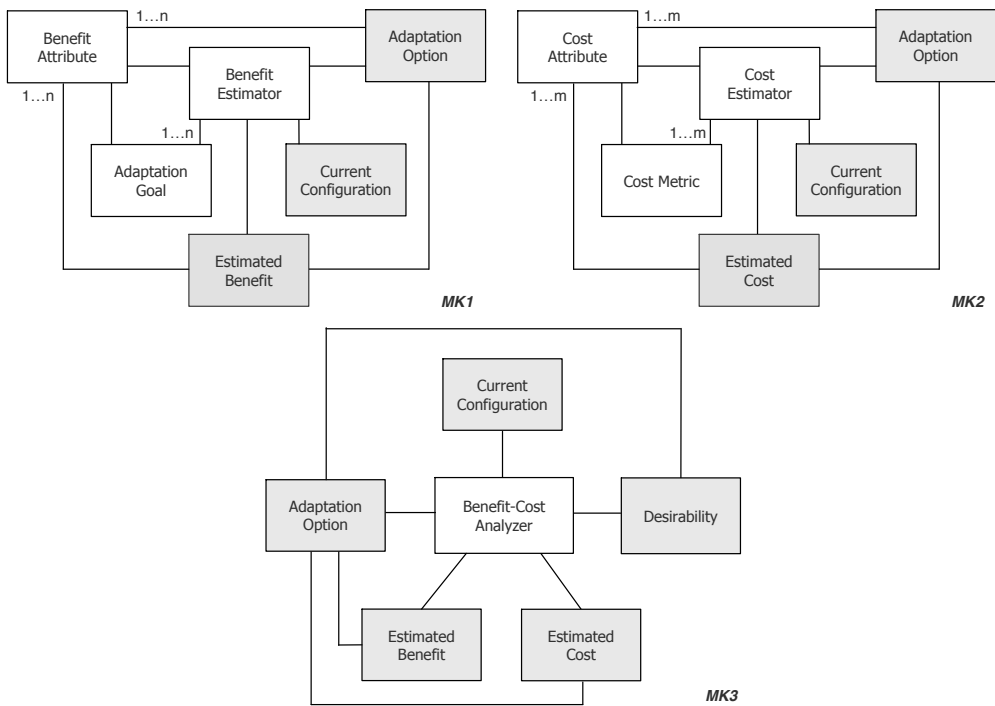 1…n
Benefit
Attribute
Adaptation
Option
Benefit
Estimator
1…n
1…n
Adaptation
Goal
Current
Configuration
Estimated
Benefit
MK1
1…m
Cost
Attribute
Adaptation
Option
Cost
Estimator
1…m
1…m
Cost Metric
Current
Configuration
Estimated
Cost
MK2
Current
Configuration
Adaptation
Option
Benefit-Cost
Analyzer
Desirability
Estimated
Benefit
Estimated
Cost
MK3